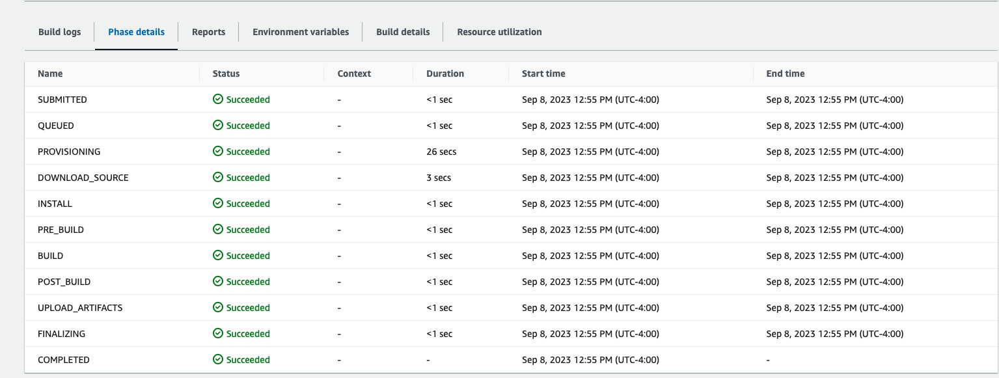 Build logs Phase details Reports Environment variables Build details Resource utilization
Name Status Context Duration Start time End time
SUBMITTED Succeeded - <1 sec Sep 8, 2023 12:55 PM (UTC-4:00) Sep 8, 2023 12:55 PM (UTC-4:00)
QUEUED Succeeded - <1 sec Sep 8, 2023 12:55 PM (UTC-4:00) Sep 8, 2023 12:55 PM (UTC-4:00)
PROVISIONING Succeeded - 26 secs Sep 8, 2023 12:55 PM (UTC-4:00) Sep 8, 2023 12:55 PM (UTC-4:00)
DOWNLOAD_SOURCE Succeeded - 3 secs Sep 8, 2023 12:55 PM (UTC-4:00) Sep 8, 2023 12:55 PM (UTC-4:00)
INSTALL Succeeded - <1 sec Sep 8, 2023 12:55 PM (UTC-4:00) Sep 8, 2023 12:55 PM (UTC-4:00)
PRE_BUILD Succeeded - <1 sec Sep 8, 2023 12:55 PM (UTC-4:00) Sep 8, 2023 12:55 PM (UTC-4:00)
BUILD Succeeded - <1 sec Sep 8, 2023 12:55 PM (UTC-4:00) Sep 8, 2023 12:55 PM (UTC-4:00)
POST_BUILD Succeeded - <1 sec Sep 8, 2023 12:55 PM (UTC-4:00) Sep 8, 2023 12:55 PM (UTC-4:00)
UPLOAD_ARTIFACTS Succeeded - <1 sec Sep 8, 2023 12:55 PM (UTC-4:00) Sep 8, 2023 12:55 PM (UTC-4:00)
FINALIZING Succeeded - <1 sec Sep 8, 2023 12:55 PM (UTC-4:00) Sep 8, 2023 12:55 PM (UTC-4:00)
COMPLETED Succeeded - - Sep 8, 2023 12:55 PM (UTC-4:00) -